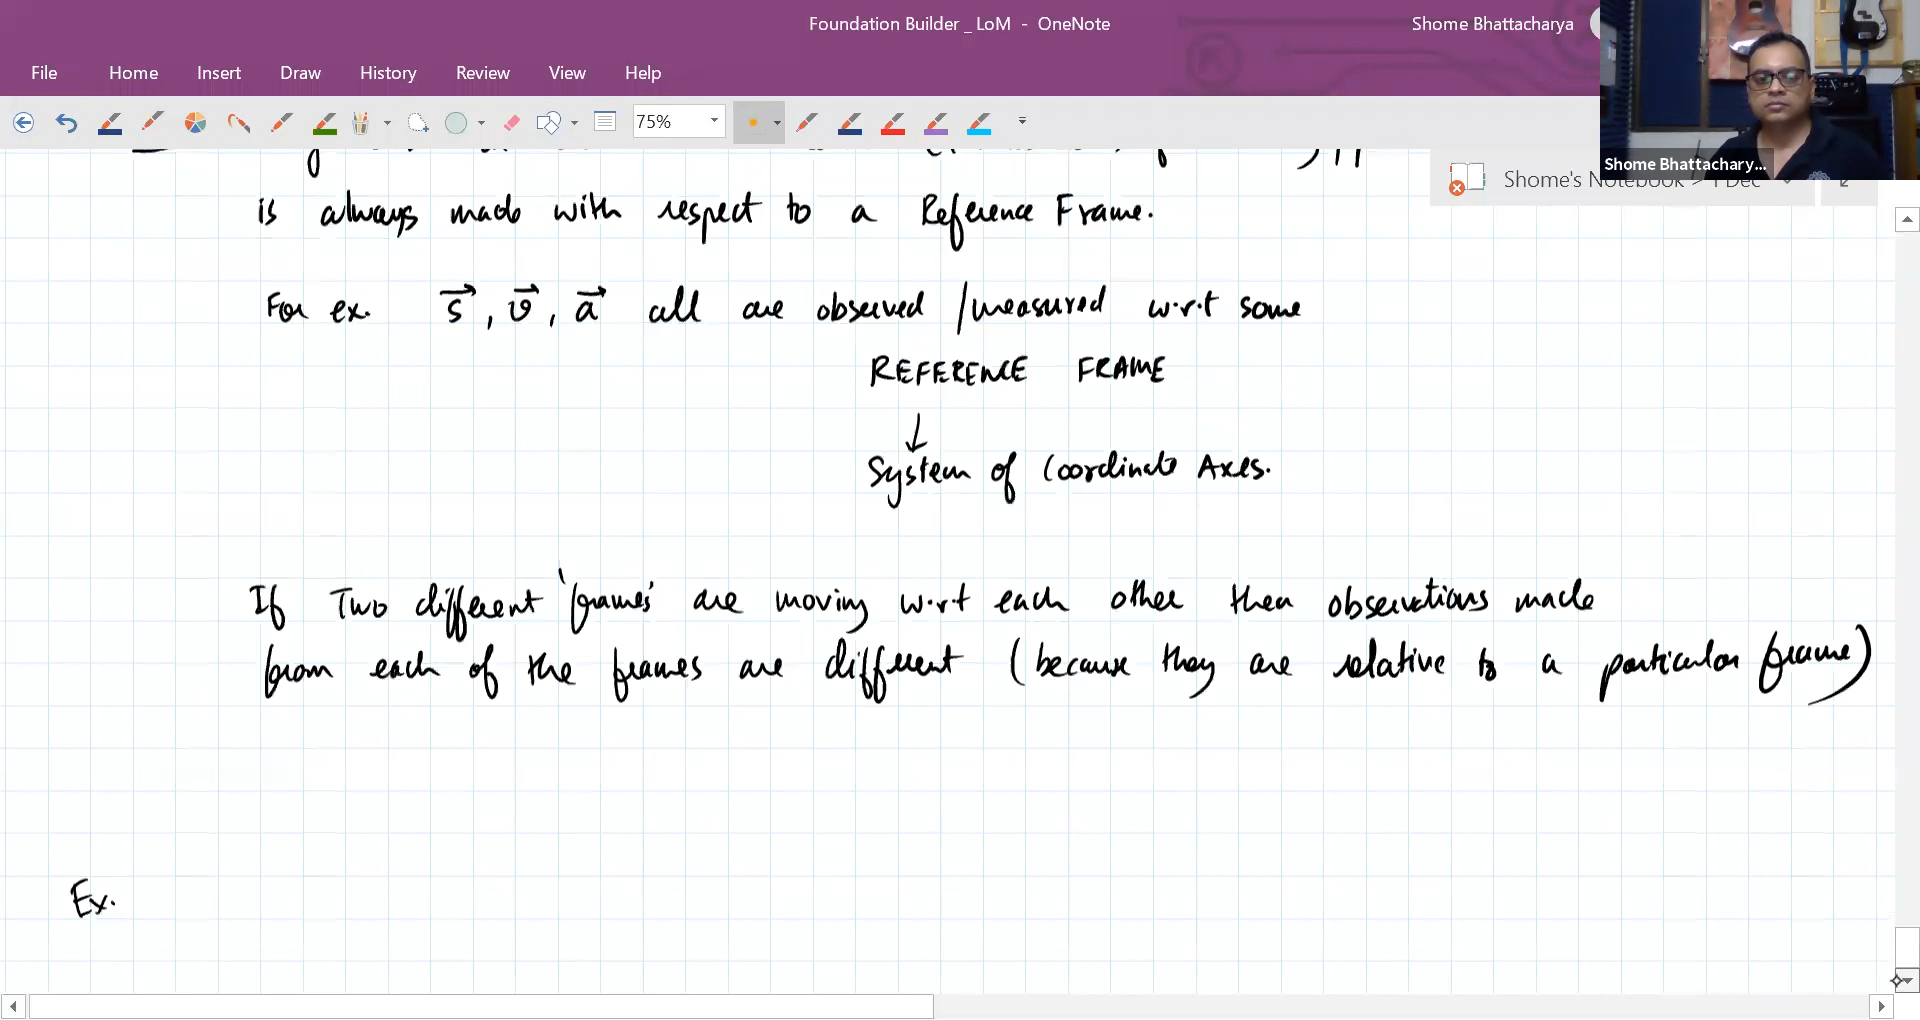 Foundation Builder _ LoM - OneNote
Shome Bhattacharya
File Home Insert Draw History Review View Help
75%
Shome Bhattachary...
Shome's Notebook > 1 Dec
is always made with respect to a Reference Frame.
For ex. s⃗, v⃗, a⃗ all are observed /measured w.r.t some
REFERENCE FRAME
↓
System of Coordinate Axes.
If Two different 'frames' are moving w.r.t each other then observations made
from each of the frames are different (because they are relative to a particular frame)
Ex.